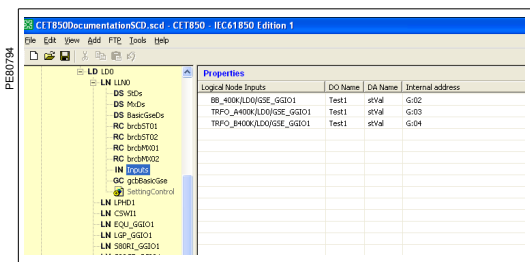 PE80794
CET850DocumentationSCD.scd - CET850 - IEC61850 Edition 1
File Edit View Add FTP Tools Help
LD LD0
LN LLN0
DS StDs
DS MxDs
DS BasicGseDs
RC brcbST01
RC brcbST02
RC brcbMX01
RC brcbMX02
IN Inputs
GC gcbBasicGse
SettingControl
LN LPHD1
LN CSWI1
LN EQU_GGIO1
LN LGP_GGIO1
LN S80RI_GGIO1
Properties
Logical Node Inputs DO Name DA Name Internal address
BB_400K/LD0/GSE_GGIO1 Test1 stVal G:02
TRFO_A400K/LD0/GSE_GGIO1 Test1 stVal G:03
TRFO_B400K/LD0/GSE_GGIO1 Test1 stVal G:04